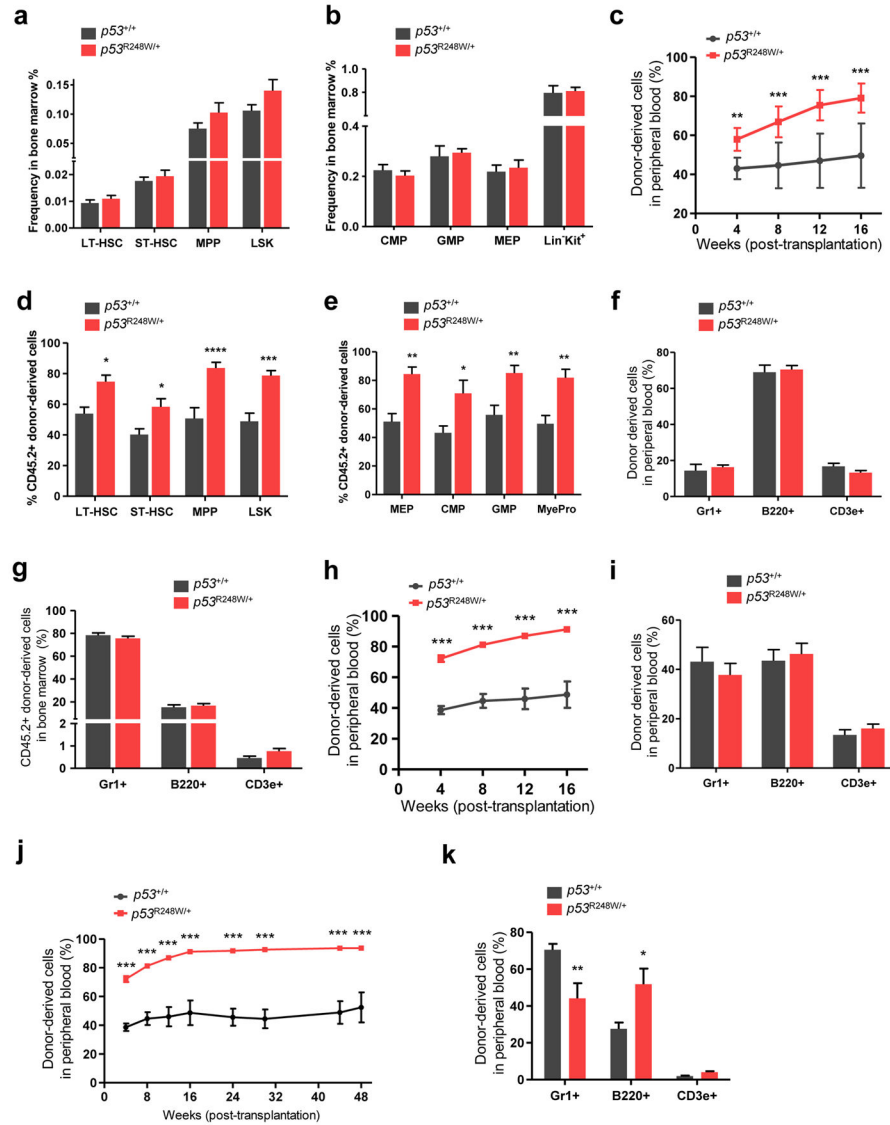 a
p53+/+
p53R248W/+
Frequency in bone marrow %
0.15
0.10
0.05
0.02
0.01
0.00
LT-HSC ST-HSC MPP LSK
b
p53+/+
p53R248W/+
Frequency in bone marrow %
1.0
0.8
0.6
0.4
0.2
0.0
CMP GMP MEP Lin-Kit+
c
p53+/+
p53R248W/+
Donor-derived cells
in peripheral blood (%)
100
80
60
40
20
** *** *** ***
0 4 8 12 16
Weeks (post-transplantation)
d
p53+/+
p53R248W/+
% CD45.2+ donor-derived cells
100
80
60
40
20
0
* * **** ***
LT-HSC ST-HSC MPP LSK
e
p53+/+
p53R248W/+
% CD45.2+ donor-derived cells
100
80
60
40
20
0
** * ** **
MEP CMP GMP MyePro
f
p53+/+
p53R248W/+
Donor derived cells
in periperal blood (%)
80
60
40
20
0
Gr1+ B220+ CD3e+
g
p53+/+
p53R248W/+
CD45.2+ donor-derived cells
in bone marrow (%)
100
80
60
40
20
2
1
0
Gr1+ B220+ CD3e+
h
p53+/+
p53R248W/+
Donor-derived cells
in peripheral blood (%)
100
80
60
40
20
0
*** *** *** ***
0 4 8 12 16
Weeks (post-transplantation)
i
p53+/+
p53R248W/+
Donor derived cells
in periperal blood (%)
60
40
20
0
Gr1+ B220+ CD3e+
j
p53+/+
p53R248W/+
Donor-derived cells
in peripheral blood (%)
100
80
60
40
20
0
*** *** *** *** *** *** *** ***
0 8 16 24 32 40 48
Weeks (post-transplantation)
k
p53+/+
p53R248W/+
Donor-derived cells
in peripheral blood (%)
80
60
40
20
0
** *
Gr1+ B220+ CD3e+